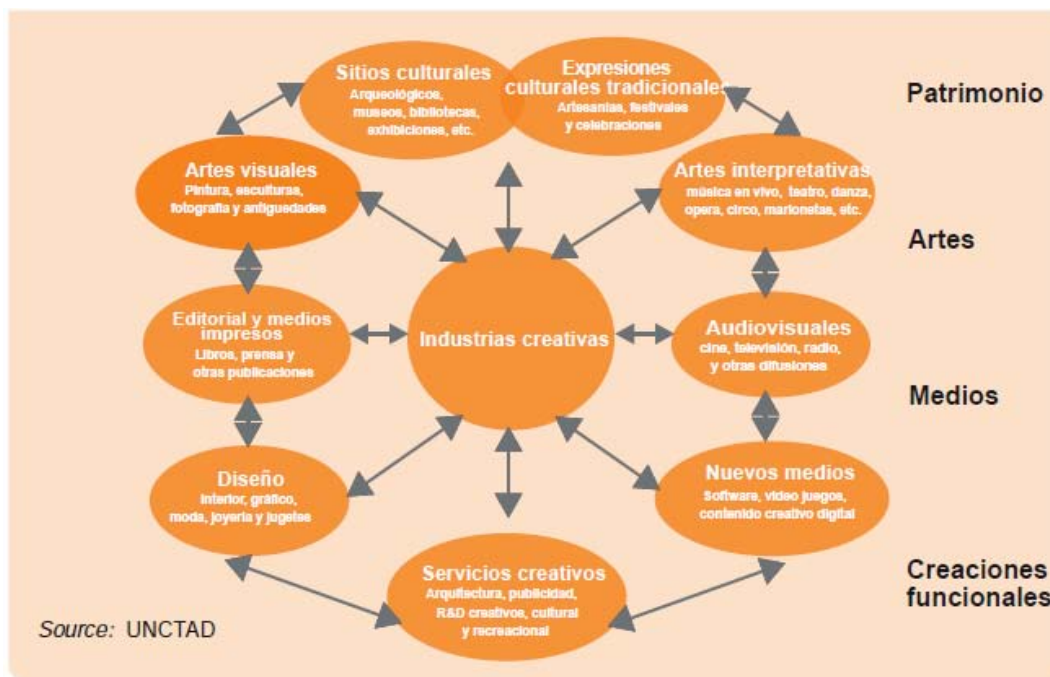 Sitios culturales
Arqueológicos,
museos, bibliotecas,
exhibiciones, etc.
Expresiones
culturales tradicionales
Artesanías, festivales
y celebraciones
Patrimonio
Artes visuales
Pintura, esculturas,
fotografía y antiguedades
Artes interpretativas
música en vivo, teatro, danza,
opera, circo, marionetas, etc.
Artes
Editorial y medios
impresos
Libros, prensa y
otras publicaciones
Industrias creativas
Audiovisuales
cine, televisión, radio,
y otras difusiones
Medios
Diseño
Interior, gráfico,
moda, joyería y jugetes
Nuevos medios
Software, video juegos,
contenido creativo digital
Servicios creativos
Arquitectura, publicidad,
R&D creativos, cultural
y recreacional
Creaciones
funcionales
Source: UNCTAD